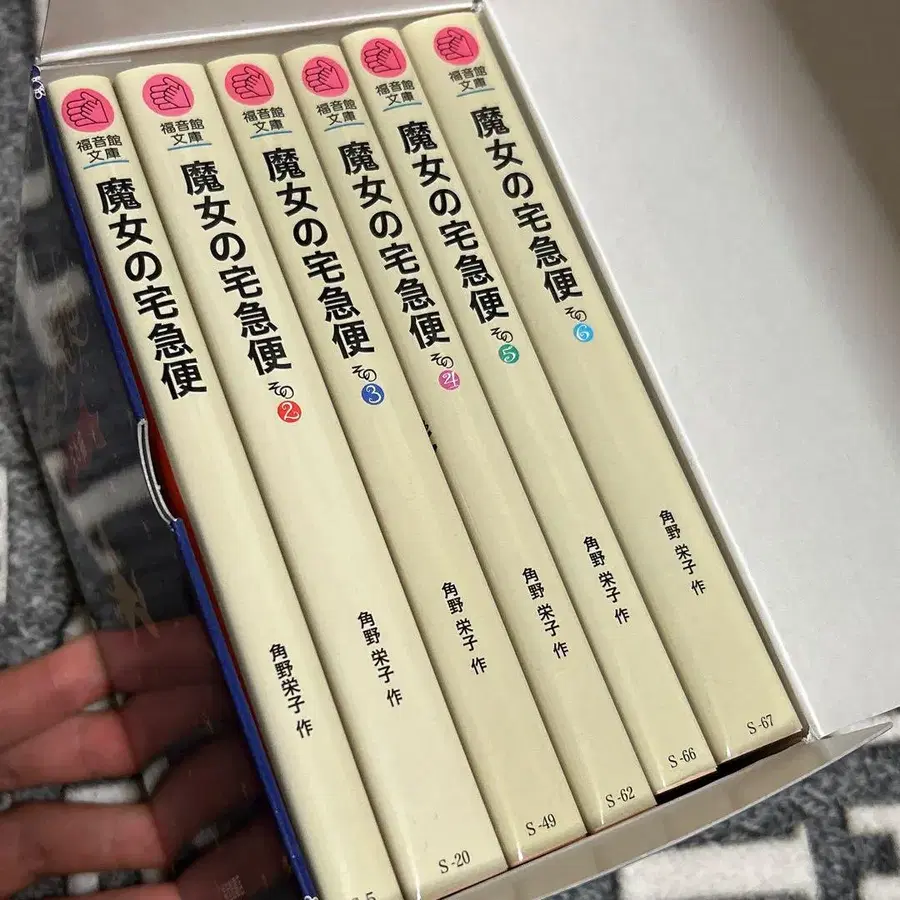 福音館
文庫
魔女の宅急便
角野栄子 作
福音館
文庫
魔女の宅急便 その2
角野栄子 作
S-20
福音館
文庫
魔女の宅急便 その3
角野栄子 作
S-49
福音館
文庫
魔女の宅急便 その4
角野栄子 作
S-62
福音館
文庫
魔女の宅急便 その5
角野栄子 作
S-66
福音館
文庫
魔女の宅急便 その6
角野栄子 作
S-67